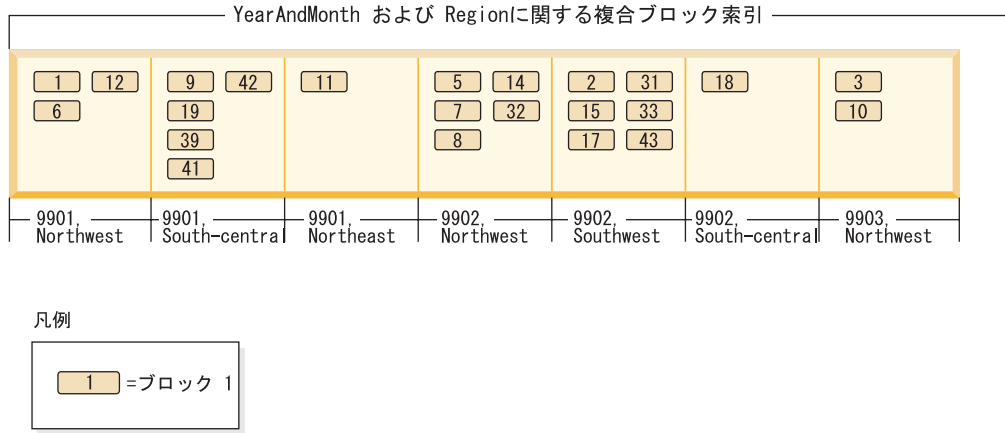 YearAndMonth および Regionに関する複合ブロック索引
1 12 9 42 11 5 14 2 31 18 3
6 19 7 32 15 33 10
39 8 17 43
41
9901, 9901, 9901, 9902, 9902, 9902, 9903,
Northwest South-central Northeast Northwest Southwest South-central Northwest
凡例
1 =ブロック 1